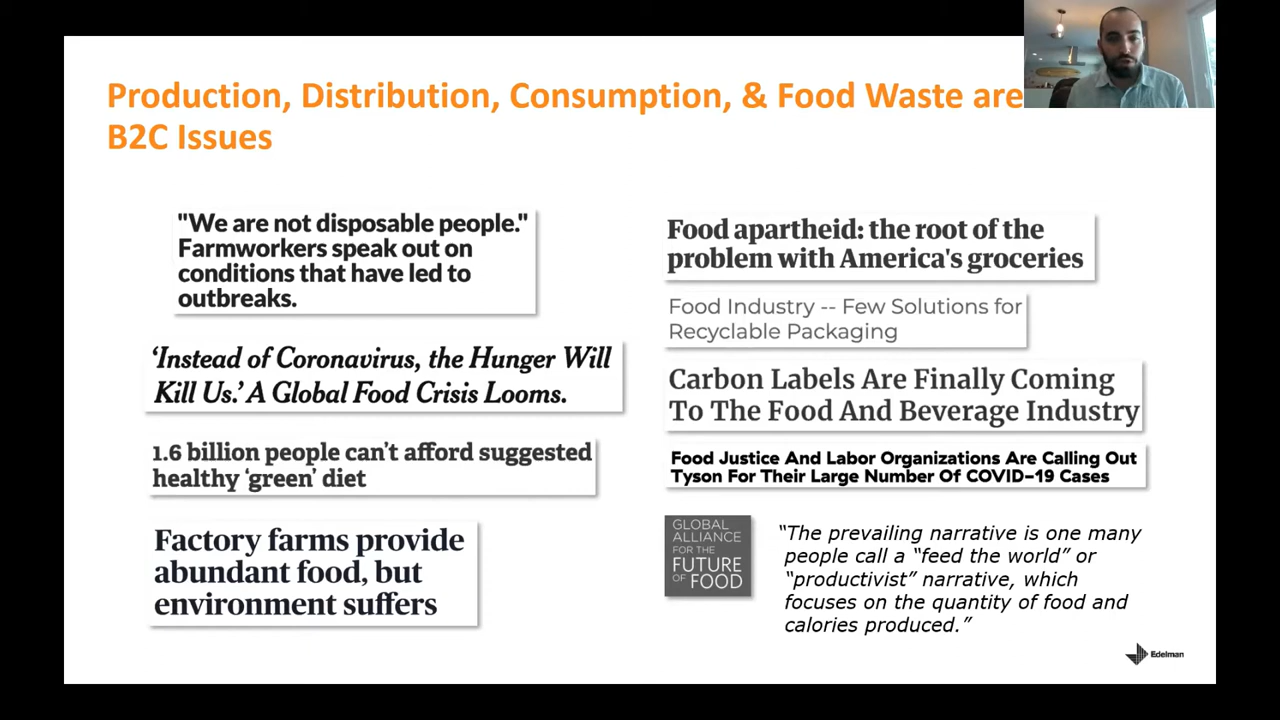 Production, Distribution, Consumption, & Food Waste are
B2C Issues
"We are not disposable people."
Farmworkers speak out on
conditions that have led to
outbreaks.
‘Instead of Coronavirus, the Hunger Will
Kill Us.’ A Global Food Crisis Looms.
1.6 billion people can’t afford suggested
healthy ‘green’ diet
Factory farms provide
abundant food, but
environment suffers
Food apartheid: the root of the
problem with America's groceries
Food Industry -- Few Solutions for
Recyclable Packaging
Carbon Labels Are Finally Coming
To The Food And Beverage Industry
Food Justice And Labor Organizations Are Calling Out
Tyson For Their Large Number Of COVID-19 Cases
GLOBAL
ALLIANCE
FOR THE
FUTURE
OF FOOD
“The prevailing narrative is one many
people call a “feed the world” or
“productivist” narrative, which
focuses on the quantity of food and
calories produced.”
Edelman